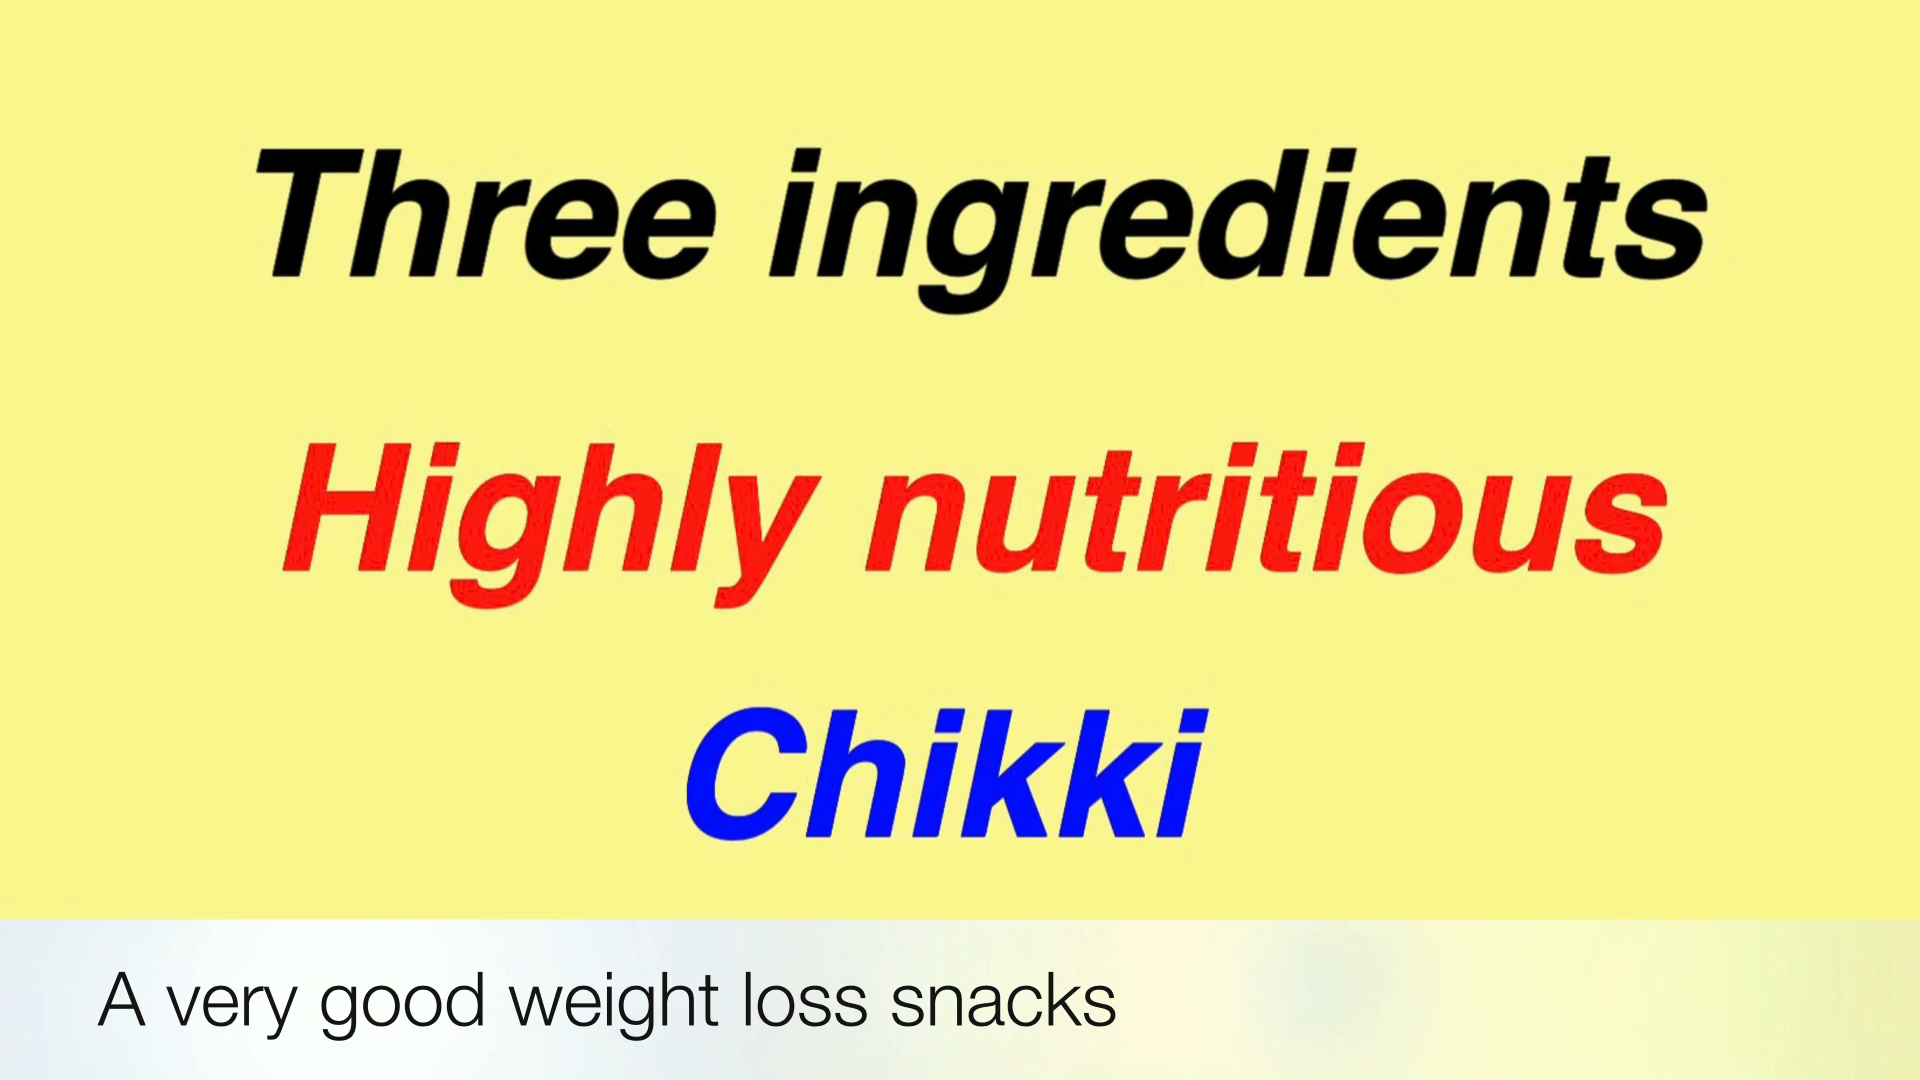 Three ingredients
Highly nutritious
Chikki
A very good weight loss snacks